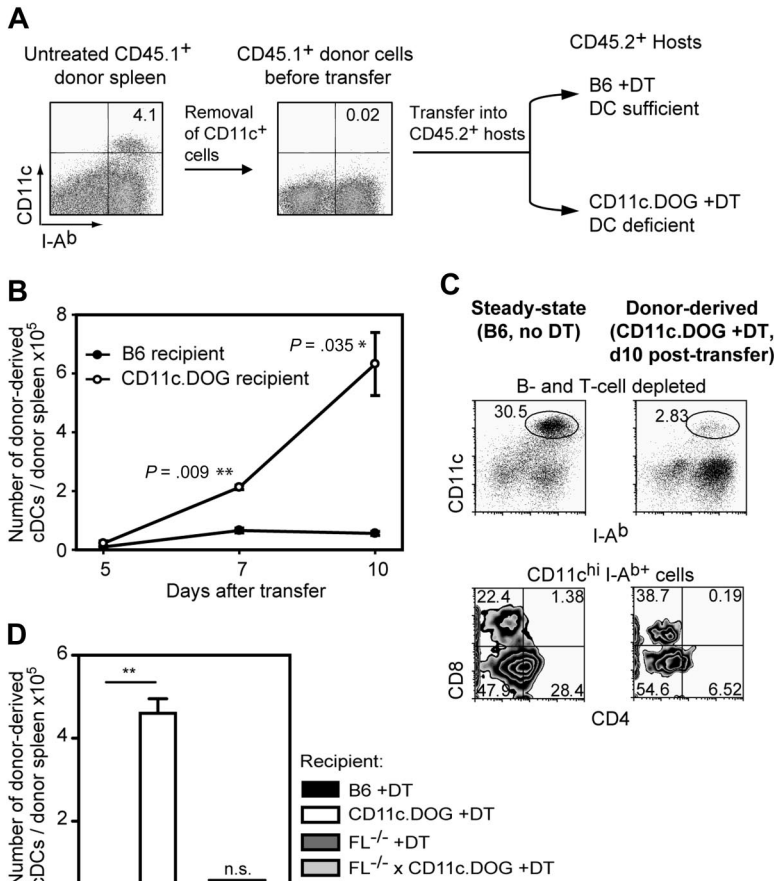 A
Untreated CD45.1+
donor spleen
CD45.1+ donor cells
before transfer
CD45.2+ Hosts
4.1
Removal
of CD11c+
cells
0.02
Transfer into
CD45.2+ hosts
B6 +DT
DC sufficient
CD11c.DOG +DT
DC deficient
CD11c
I-Ab
B
Number of donor-derived
cDCs / donor spleen x10⁵
8
6
4
2
0
B6 recipient
CD11c.DOG recipient
P = .035 *
P = .009 **
5
7
10
Days after transfer
C
Steady-state
(B6, no DT)
Donor-derived
(CD11c.DOG +DT,
d10 post-transfer)
B- and T-cell depleted
30.5
2.83
CD11c
I-Ab
CD11chi I-Ab+ cells
22.4
1.38
38.7
0.19
CD8
47.9
28.4
54.6
6.52
CD4
D
Number of donor-derived
cDCs / donor spleen x10⁵
6
4
2
**
n.s.
Recipient:
B6 +DT
CD11c.DOG +DT
FL-/- +DT
FL-/- x CD11c.DOG +DT